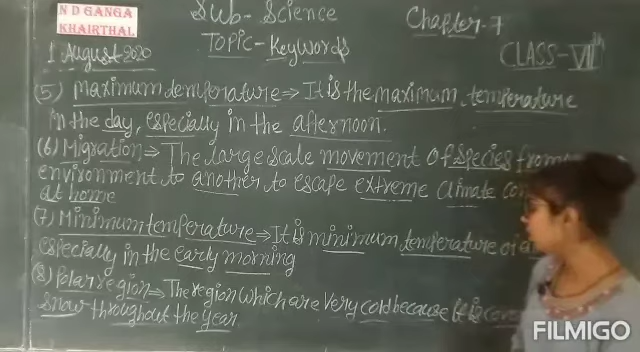 N D GANGA
KHAIRTHAL
Sub- Science
Chapter-7
TOPIC-Keywords
1 August 2020
CLASS-VIIth
(5) Maximum temperature⇒ It is the maximum temperature
in the day, especially in the afternoon.
(6) Migration⇒ The large scale movement of species from
environment to another to escape extreme climate
at home
(7) Minimum temperature⇒ It is minimum temperature of a
especially in the early morning
(8) Polar region⇒ The region which are very cold because it is
snow throughout the year
FILMIGO